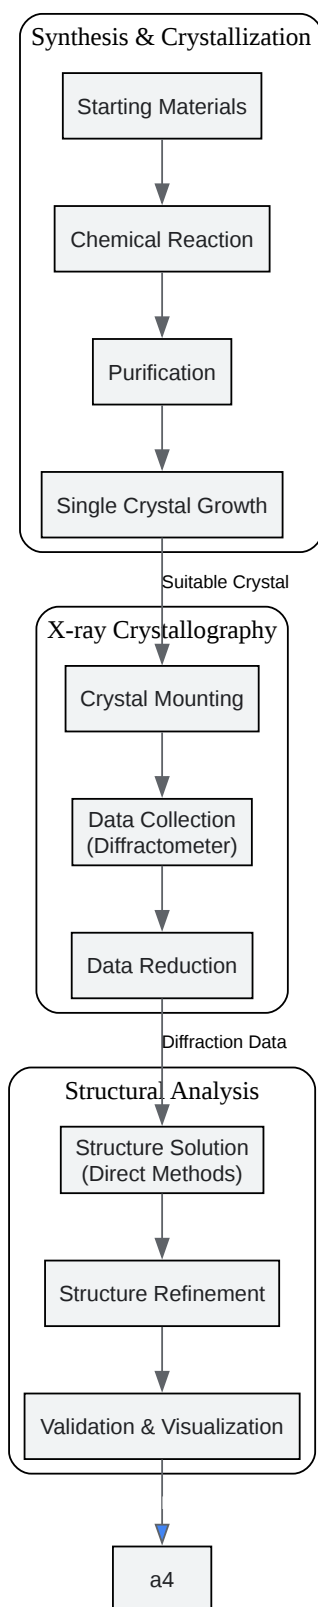 Synthesis & Crystallization
Starting Materials
Chemical Reaction
Purification
Single Crystal Growth
Suitable Crystal
X-ray Crystallography
Crystal Mounting
Data Collection
(Diffractometer)
Data Reduction
Diffraction Data
Structural Analysis
Structure Solution
(Direct Methods)
Structure Refinement
Validation & Visualization
a4